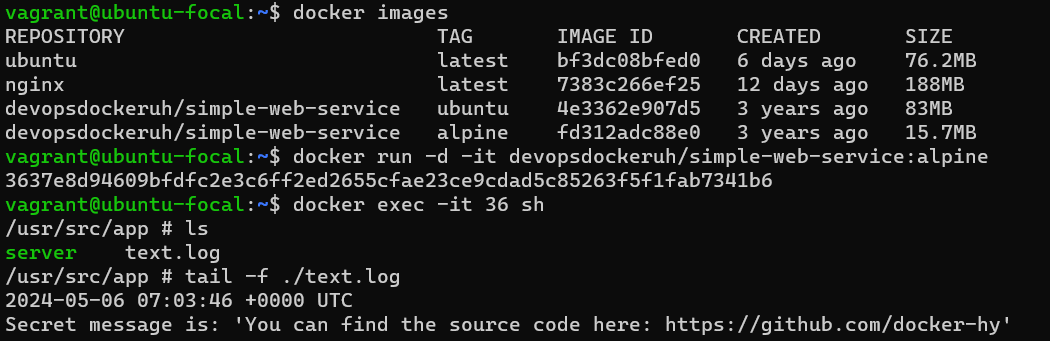 vagrant@ubuntu-focal:~$ docker images
REPOSITORY                          TAG       IMAGE ID       CREATED       SIZE
ubuntu                              latest    bf3dc08bfed0   6 days ago    76.2MB
nginx                               latest    7383c266ef25   12 days ago   188MB
devopsdockeruh/simple-web-service   ubuntu    4e3362e907d5   3 years ago   83MB
devopsdockeruh/simple-web-service   alpine    fd312adc88e0   3 years ago   15.7MB
vagrant@ubuntu-focal:~$ docker run -d -it devopsdockeruh/simple-web-service:alpine
3637e8d94609bfdfc2e3c6ff2ed2655cfae23ce9cdad5c85263f5f1fab7341b6
vagrant@ubuntu-focal:~$ docker exec -it 36 sh
/usr/src/app # ls
server    text.log
/usr/src/app # tail -f ./text.log
2024-05-06 07:03:46 +0000 UTC
Secret message is: 'You can find the source code here: https://github.com/docker-hy'